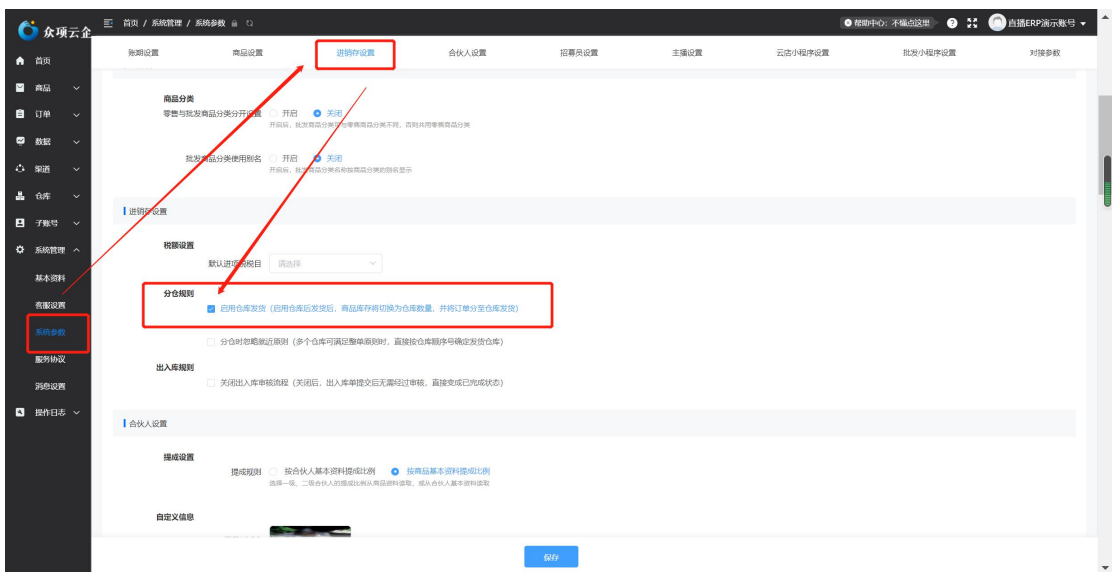 众项云企
首页 / 系统管理 / 系统参数
帮助中心：不懂点这里
直播ERP演示账号
账期设置
商品设置
进销存设置
合伙人设置
招募员设置
主播设置
云店小程序设置
批发小程序设置
对接参数
首页
商品
订单
数据
渠道
仓库
子账号
系统管理
基本资料
客服设置
系统参数
服务协议
消息设置
操作日志
商品分类
零售与批发商品分类分开设置 开启 关闭
开启后，批发商品分类可与零售商品分类不同，否则共用零售商品分类
批发商品分类使用别名 开启 关闭
开启后，批发商品分类名称按商品分类的别名显示
进销存设置
税额设置
默认进项税税目 请选择
分仓规则
启用仓库发货（启用仓库后发货后，商品库存将切换为仓库数量，并将订单分至仓库发货）
分仓时忽略就近原则（多个仓库可满足整单原则时，直接按仓库顺序号确定发货仓库）
出入库规则
关闭出入库审核流程（关闭后，出入库单提交后无需经过审核，直接变成已完成状态）
合伙人设置
提成设置
提成规则 按合伙人基本资料提成比例 按商品基本资料提成比例
选择一级、二级合伙人的提成比例从商品资料读取，或从合伙人基本资料读取
自定义信息
保存